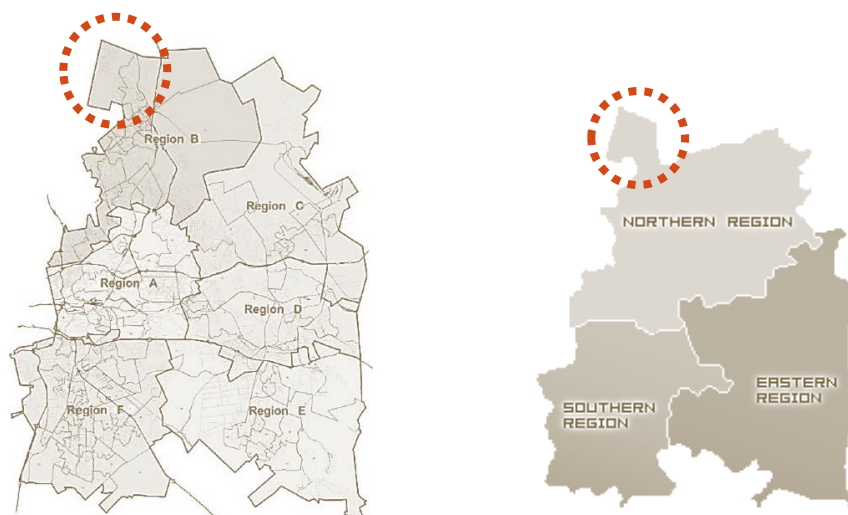 Region B
Region C
Region A
Region D
Region F
Region E
NORTHERN REGION
SOUTHERN
REGION
EASTERN
REGION